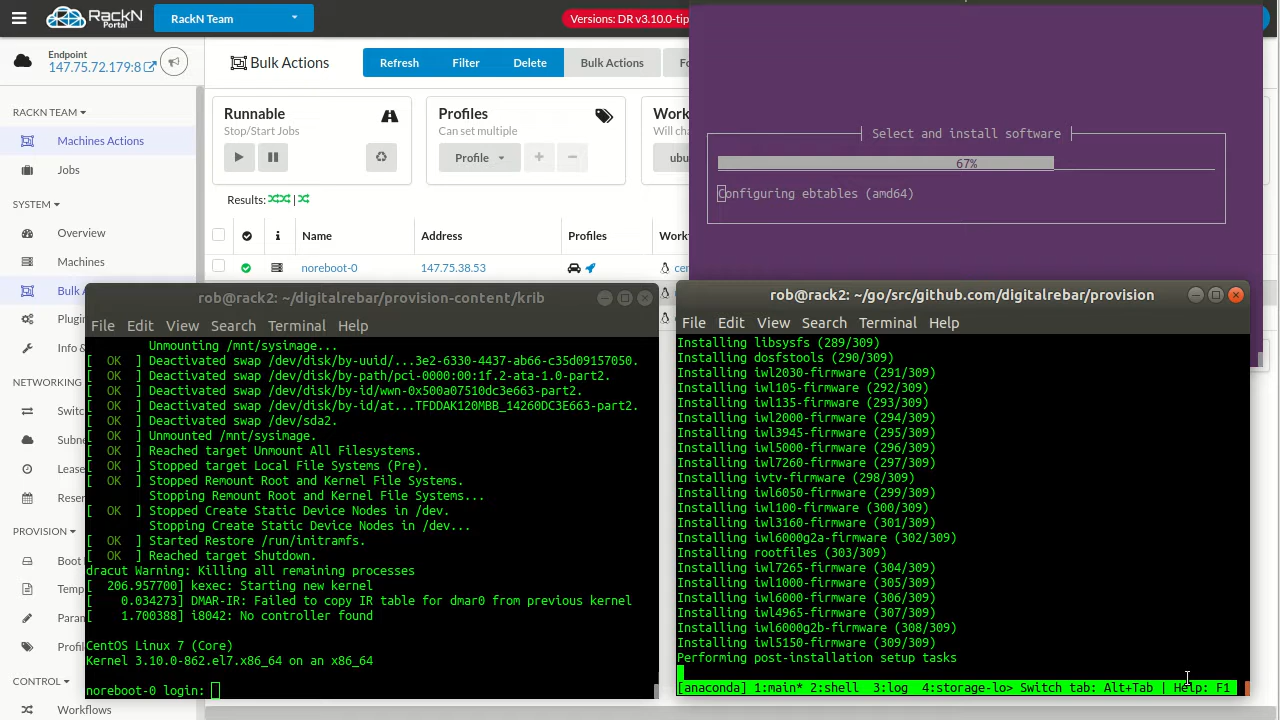 RackN Portal
RackN Team
Versions: DR v3.10.0-tip
Endpoint
147.75.72.179:8
RACKN TEAM
Machines Actions
Jobs
SYSTEM
Overview
Machines
Bulk A
Plugin
Info &
NETWORKING
Switc
Subne
Lease
Reser
PROVISION
Boot
Temp
Param
Profil
CONTROL
Workflows
Bulk Actions
Refresh
Filter
Delete
Bulk Actions
Fo
Runnable
Stop/Start Jobs
Profiles
Can set multiple
Profile
Work
Will cha
ubu
Results:
Name
Address
Profiles
Workf
noreboot-0
147.75.38.53
cen
Select and install software
67%
Configuring ebtables (amd64)
rob@rack2: ~/digitalrebar/provision-content/krib
File Edit View Search Terminal Help
Unmounting /mnt/sysimage...
[ OK ] Deactivated swap /dev/disk/by-uuid/...3e2-6330-4437-ab66-c35d09157050.
[ OK ] Deactivated swap /dev/disk/by-path/pci-0000:00:1f.2-ata-1.0-part2.
[ OK ] Deactivated swap /dev/disk/by-id/wwn-0x500a07510dc3e663-part2.
[ OK ] Deactivated swap /dev/disk/by-id/at...TFDDAK120MBB_14260DC3E663-part2.
[ OK ] Deactivated swap /dev/sda2.
[ OK ] Unmounted /mnt/sysimage.
[ OK ] Reached target Unmount All Filesystems.
[ OK ] Stopped target Local File Systems (Pre).
[ OK ] Stopped Remount Root and Kernel File Systems.
Stopping Remount Root and Kernel File Systems...
[ OK ] Stopped Create Static Device Nodes in /dev.
Stopping Create Static Device Nodes in /dev...
[ OK ] Started Restore /run/initramfs.
[ OK ] Reached target Shutdown.
dracut Warning: Killing all remaining processes
[ 206.957700] kexec: Starting new kernel
[ 0.034273] DMAR-IR: Failed to copy IR table for dmar0 from previous kernel
[ 1.700388] i8042: No controller found
CentOS Linux 7 (Core)
Kernel 3.10.0-862.el7.x86_64 on an x86_64
noreboot-0 login:
rob@rack2: ~/go/src/github.com/digitalrebar/provision
File Edit View Search Terminal Help
Installing libsysfs (289/309)
Installing dosfstools (290/309)
Installing iwl2030-firmware (291/309)
Installing iwl105-firmware (292/309)
Installing iwl135-firmware (293/309)
Installing iwl2000-firmware (294/309)
Installing iwl3945-firmware (295/309)
Installing iwl5000-firmware (296/309)
Installing iwl7260-firmware (297/309)
Installing ivtv-firmware (298/309)
Installing iwl6050-firmware (299/309)
Installing iwl100-firmware (300/309)
Installing iwl3160-firmware (301/309)
Installing iwl6000g2a-firmware (302/309)
Installing rootfiles (303/309)
Installing iwl7265-firmware (304/309)
Installing iwl1000-firmware (305/309)
Installing iwl6000-firmware (306/309)
Installing iwl4965-firmware (307/309)
Installing iwl6000g2b-firmware (308/309)
Installing iwl5150-firmware (309/309)
Performing post-installation setup tasks
[anaconda] 1:main* 2:shell 3:log 4:storage-lo> Switch tab: Alt+Tab | Help: F1